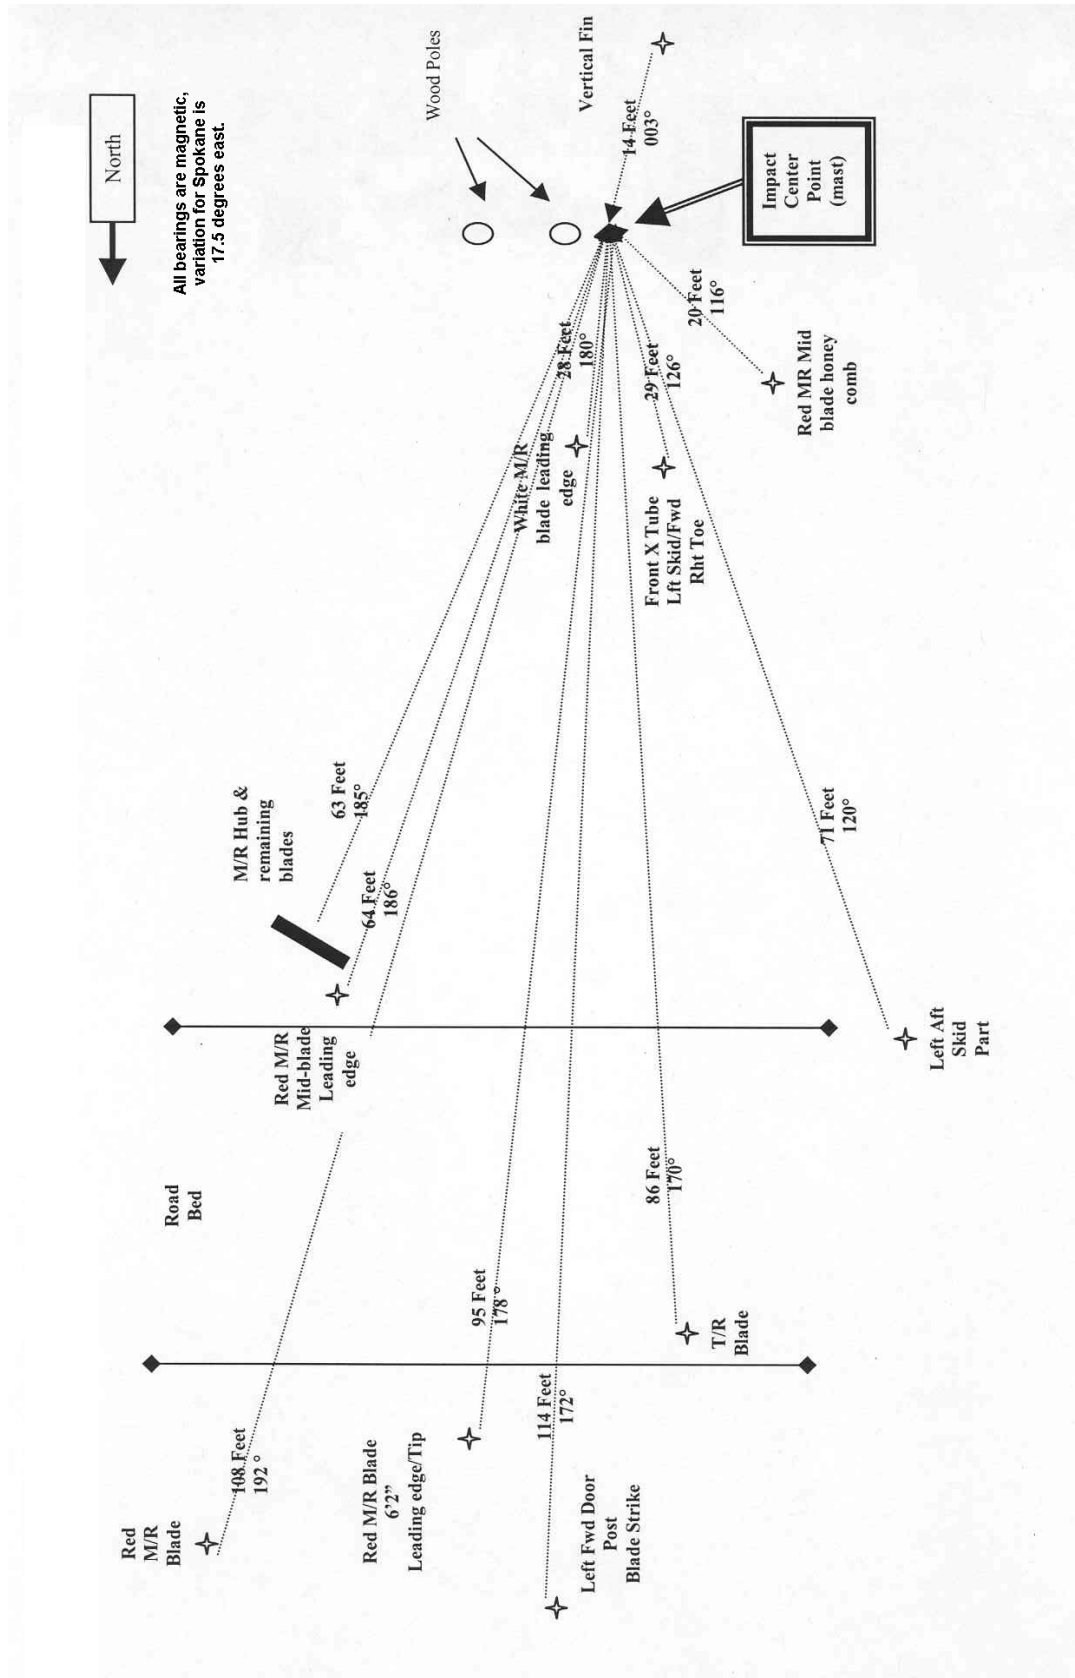 North
All bearings are magnetic,
variation for Spokane is
17.5 degrees east.
Wood Poles
Vertical Fin
14 Feet
003°
Impact
Center
Point
(mast)
20 Feet
116°
Red MR Mid
blade honey
comb
28 Feet
180°
White M/R
blade leading
edge
29 Feet
126°
Front X Tube
Lft Skid/Fwd
Rht Toe
63 Feet
185°
M/R Hub &
remaining
blades
64 Feet
186°
Red M/R
Mid-blade
Leading
edge
71 Feet
120°
Left Aft
Skid
Part
Road
Bed
86 Feet
170°
T/R
Blade
95 Feet
178 °
Red M/R Blade
6’2”
Leading edge/Tip
114 Feet
172°
Left Fwd Door
Post
Blade Strike
108 Feet
192 °
Red
M/R
Blade